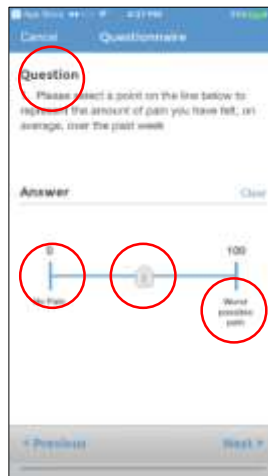 Cancel Questionnaire
Question
Please select a point on the line below to
represent the amount of pain you have felt, on
average, over the past week
Answer Clear
0 100
No Pain Worst
possible
pain
< Previous Next >